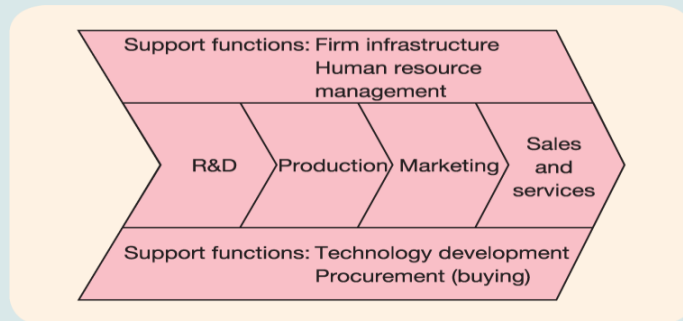 Support functions: Firm infrastructure
Human resource
management
R&D
Production
Marketing
Sales
and
services
Support functions: Technology development
Procurement (buying)